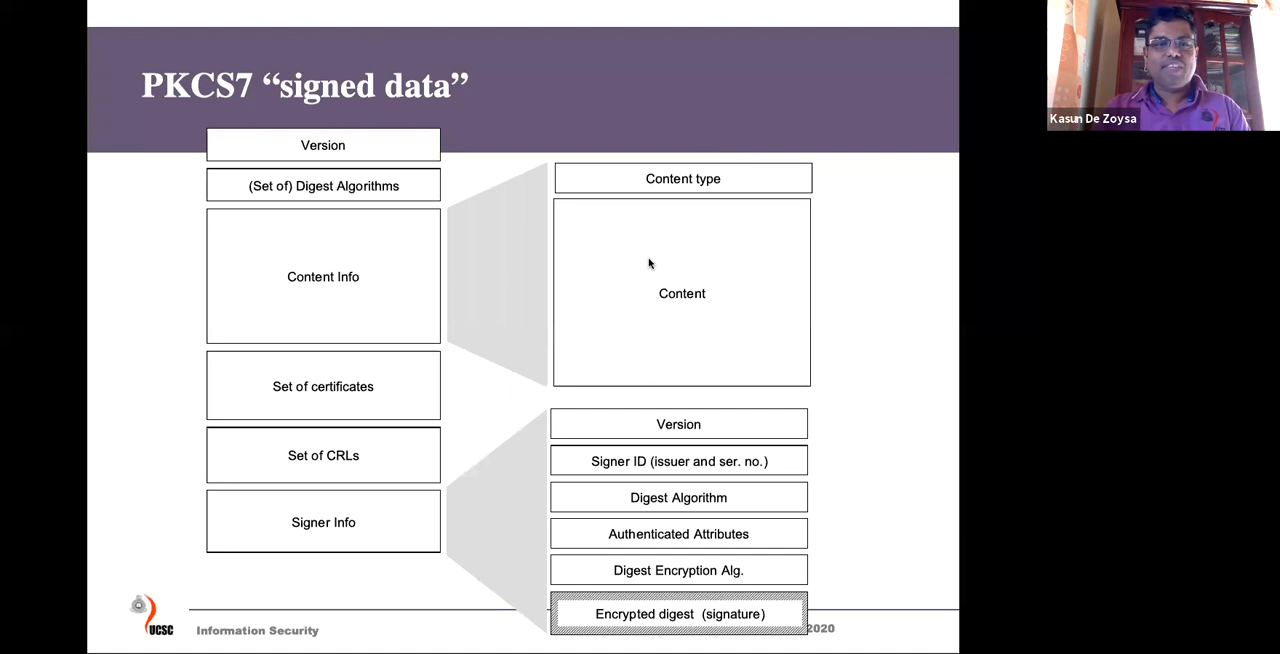 PKCS7 “signed data”
Version
(Set of) Digest Algorithms
Content Info
Set of certificates
Set of CRLs
Signer Info
Content type
Content
Version
Signer ID (issuer and ser. no.)
Digest Algorithm
Authenticated Attributes
Digest Encryption Alg.
Encrypted digest (signature)
UCSC
Information Security
2020
Kasun De Zoysa